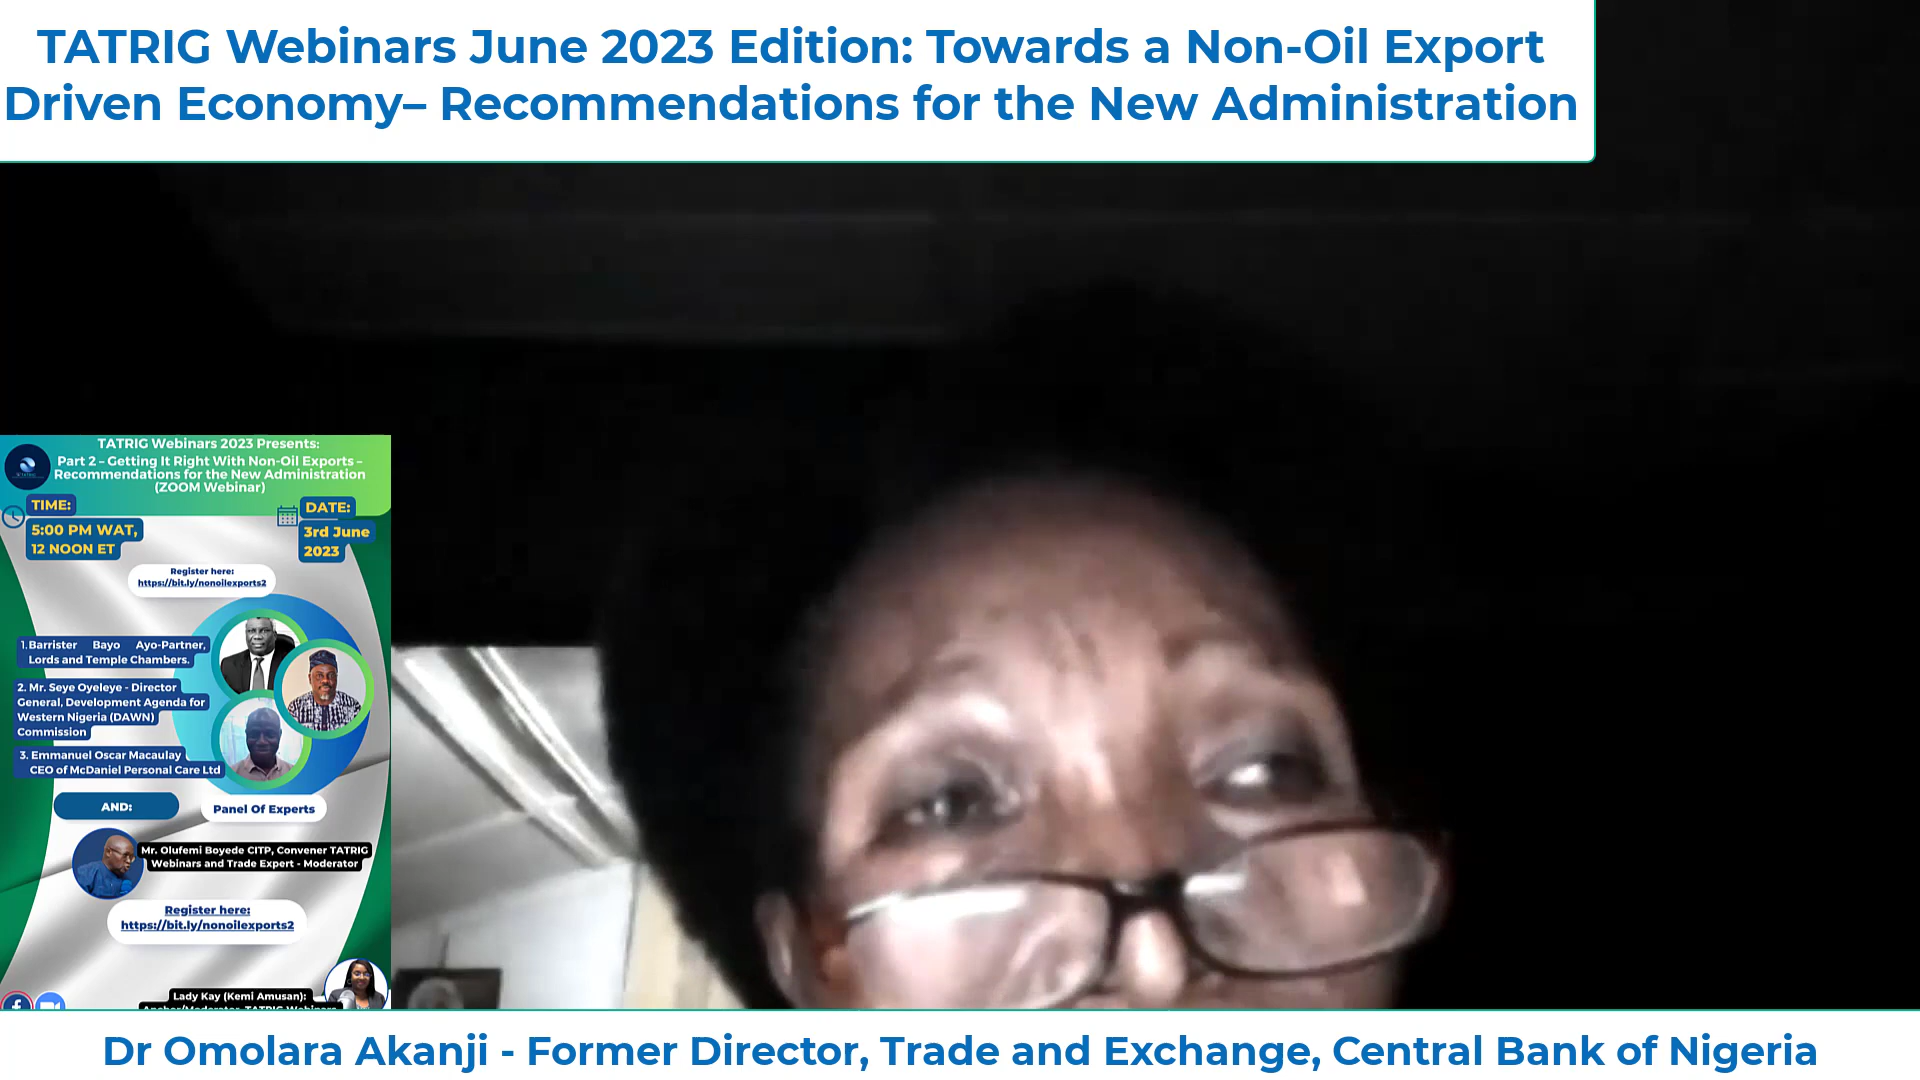 TATRIG Webinars June 2023 Edition: Towards a Non-Oil Export
Driven Economy– Recommendations for the New Administration
TATRIG Webinars 2023 Presents:
Part 2 – Getting It Right With Non-Oil Exports –
Recommendations for the New Administration
(ZOOM Webinar)
TIME:
5:00 PM WAT,
12 NOON ET
DATE:
3rd June
2023
Register here:
https://bit.ly/nonoilexports2
1. Barrister Bayo Ayo-Partner,
Lords and Temple Chambers.
2. Mr. Seye Oyeleye - Director
General, Development Agenda for
Western Nigeria (DAWN)
Commission
3. Emmanuel Oscar Macaulay
CEO of McDaniel Personal Care Ltd
AND:
Panel Of Experts
Mr. Olufemi Boyede CITP, Convener TATRIG
Webinars and Trade Expert - Moderator
Register here:
https://bit.ly/nonoilexports2
Lady Kay (Kemi Amusan):
Anchor/Moderator, TATRIG Webinars
Dr Omolara Akanji - Former Director, Trade and Exchange, Central Bank of Nigeria